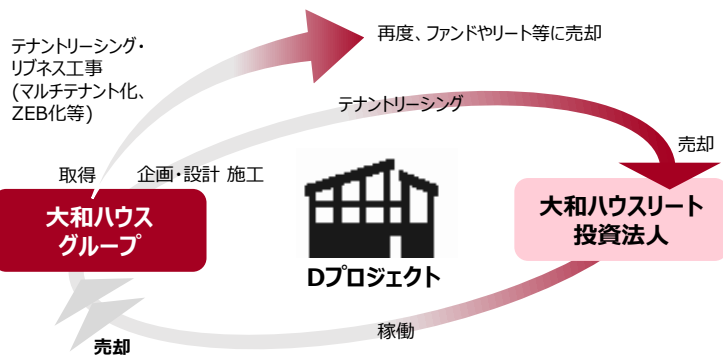 再度、ファンドやリート等に売却
テナントリーシング・
リブネス工事
(マルチテナント化、
ZEB化等)
テナントリーシング
売却
取得
企画・設計 施工
大和ハウス
グループ
大和ハウスリート
投資法人
Dプロジェクト
稼働
売却